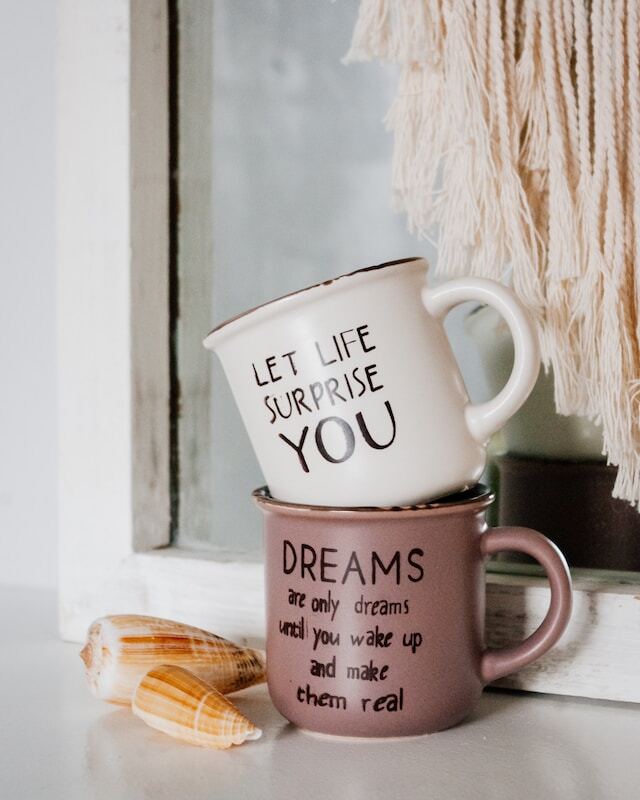 LET LIFE
SURPRISE
YOU
DREAMS
are only dreams
until you wake up
and make
them real